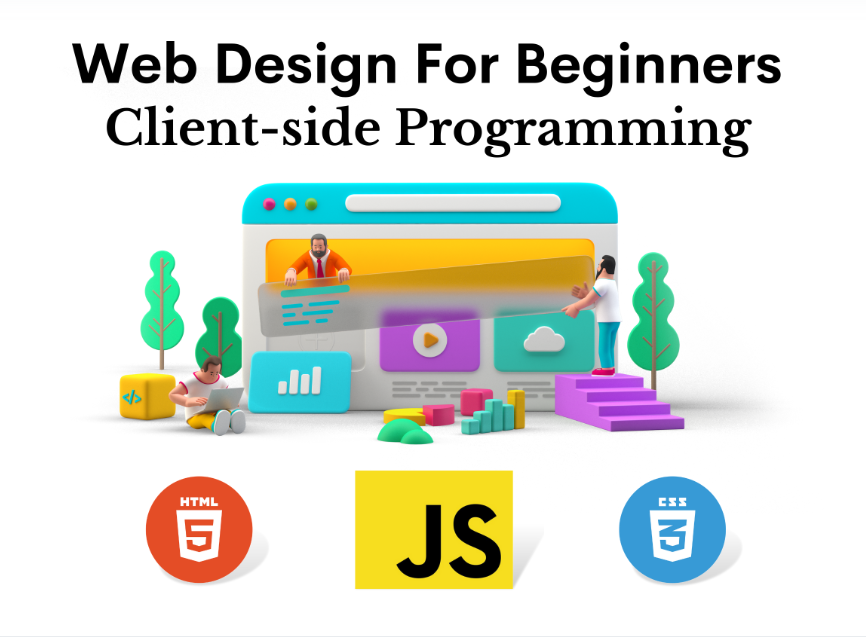 Web Design For Beginners
Client-side Programming
</>
HTML
5
JS
CSS
3